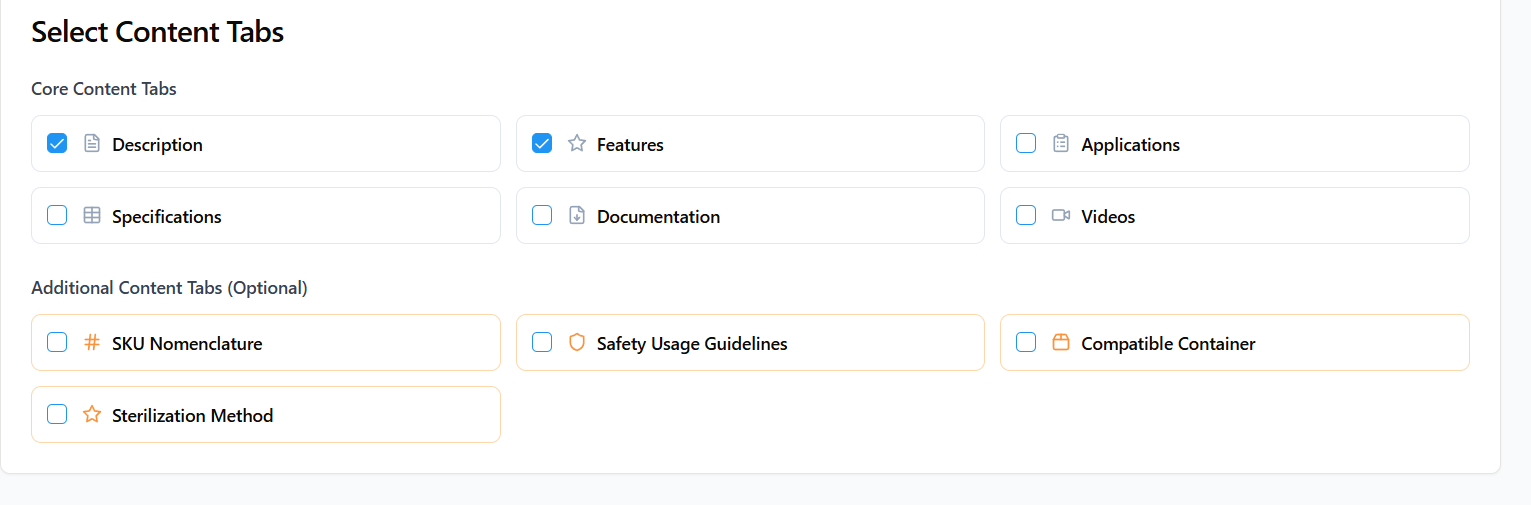 Select Content Tabs
Core Content Tabs
Description
Features
Applications
Specifications
Documentation
Videos
Additional Content Tabs (Optional)
SKU Nomenclature
Safety Usage Guidelines
Compatible Container
Sterilization Method